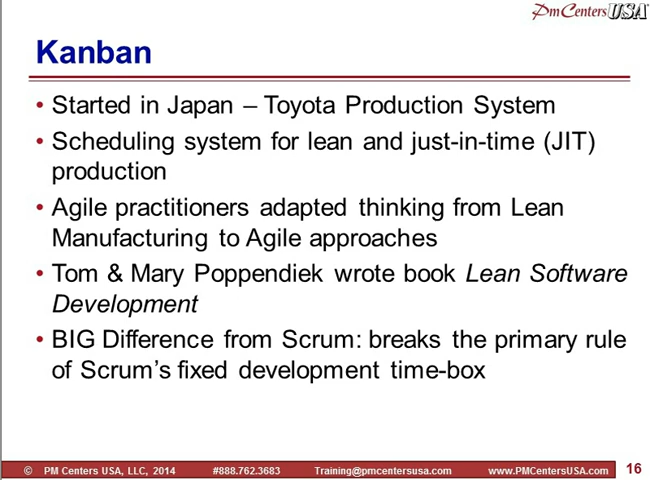 PmCentersUSA
Kanban
• Started in Japan – Toyota Production System
• Scheduling system for lean and just-in-time (JIT)
production
• Agile practitioners adapted thinking from Lean
Manufacturing to Agile approaches
• Tom & Mary Poppendiek wrote book Lean Software
Development
• BIG Difference from Scrum: breaks the primary rule
of Scrum’s fixed development time-box
© PM Centers USA, LLC, 2014 #888.762.3683 Training@pmcentersusa.com www.PMCentersUSA.com 16